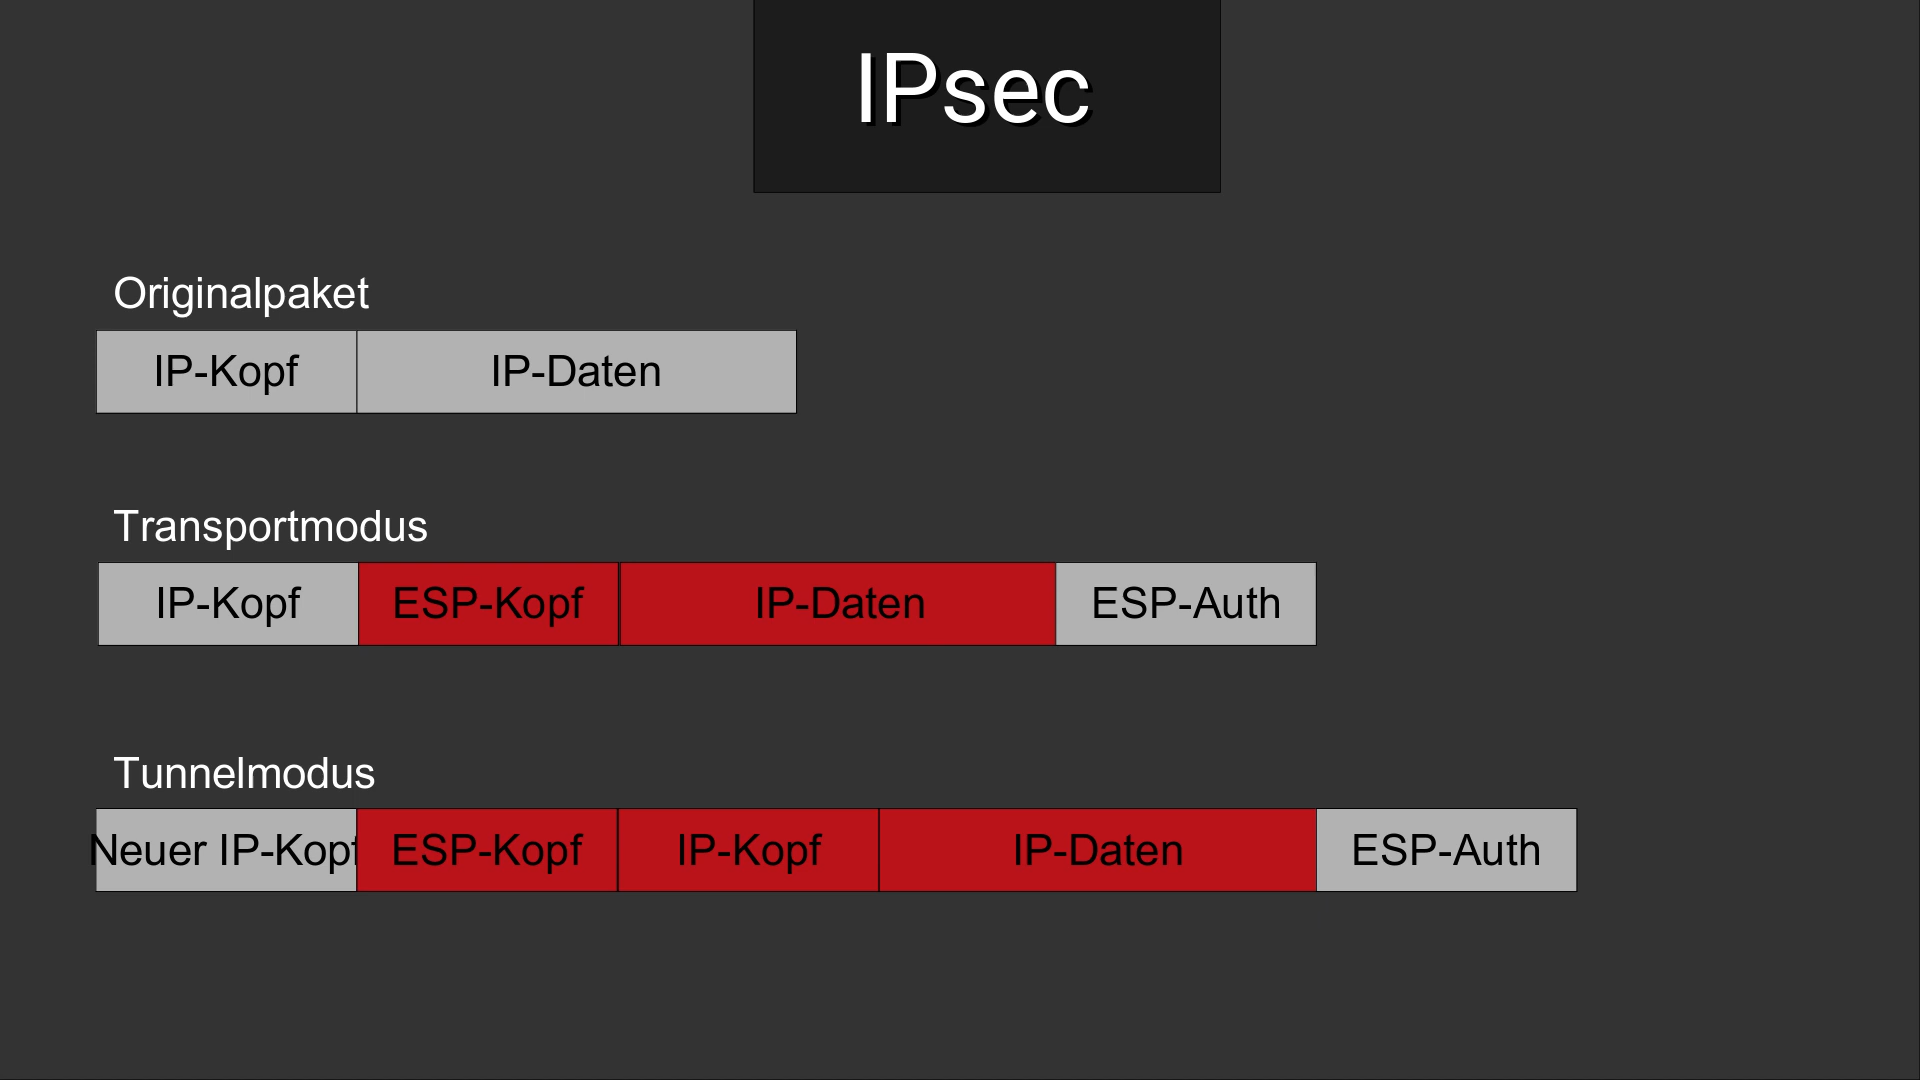 IPsec
Originalpaket
IP-Kopf IP-Daten
Transportmodus
IP-Kopf ESP-Kopf IP-Daten ESP-Auth
Tunnelmodus
Neuer IP-Kopf ESP-Kopf IP-Kopf IP-Daten ESP-Auth